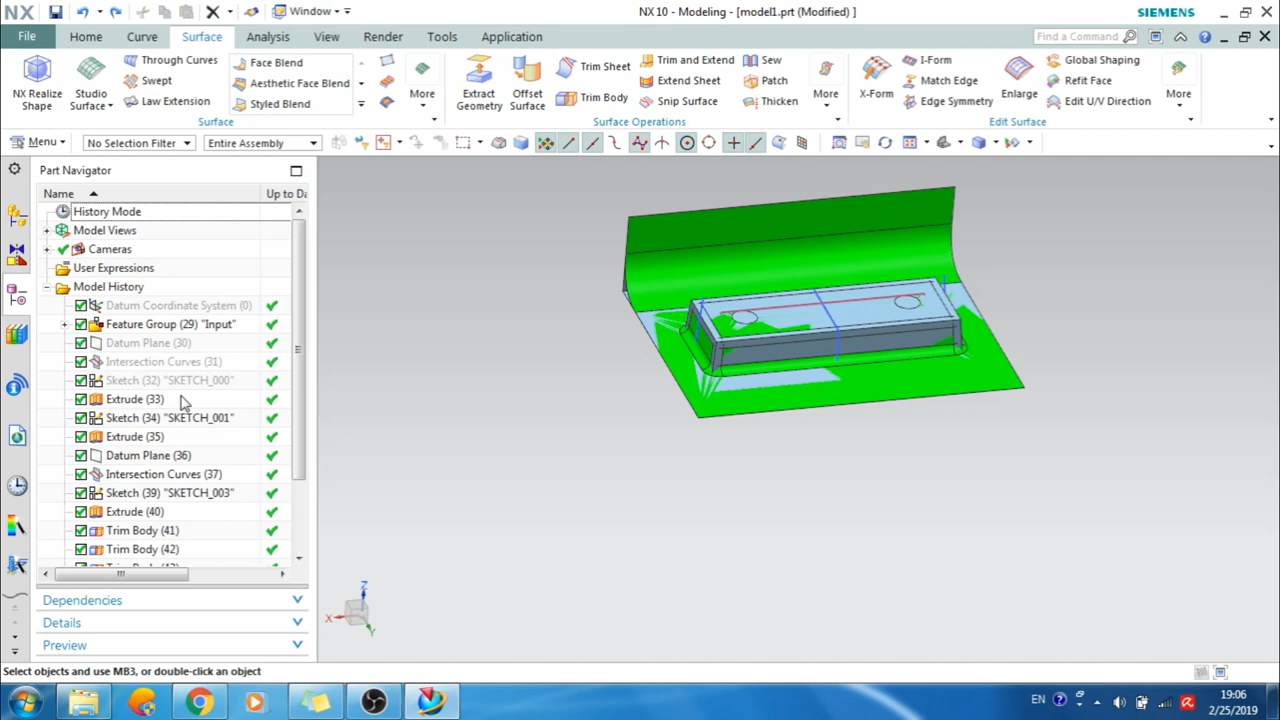 NX
Window
NX 10 - Modeling - [model1.prt (Modified) ]
SIEMENS
File
Home
Curve
Surface
Analysis
View
Render
Tools
Application
Find a Command
NX Realize Shape
Studio Surface
Through Curves
Swept
Law Extension
Face Blend
Aesthetic Face Blend
Styled Blend
More
Surface
Extract Geometry
Offset Surface
Trim Sheet
Trim Body
Trim and Extend
Extend Sheet
Snip Surface
Sew
Patch
Thicken
More
Surface Operations
X-Form
I-Form
Match Edge
Edge Symmetry
Enlarge
Global Shaping
Refit Face
Edit U/V Direction
More
Edit Surface
Menu
No Selection Filter
Entire Assembly
Part Navigator
Name
Up to Da
History Mode
Model Views
Cameras
User Expressions
Model History
Datum Coordinate System (0)
Feature Group (29) "Input"
Datum Plane (30)
Intersection Curves (31)
Sketch (32) "SKETCH_000"
Extrude (33)
Sketch (34) "SKETCH_001"
Extrude (35)
Datum Plane (36)
Intersection Curves (37)
Sketch (39) "SKETCH_003"
Extrude (40)
Trim Body (41)
Trim Body (42)
Dependencies
Details
Preview
Z
X
Y
Select objects and use MB3, or double-click an object
EN
19:06
2/25/2019